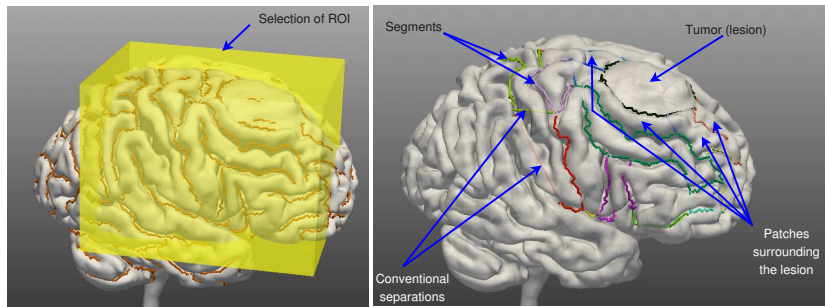 Selection of ROI
Segments
Tumor (lesion)
Conventional
separations
Patches
surrounding
the lesion